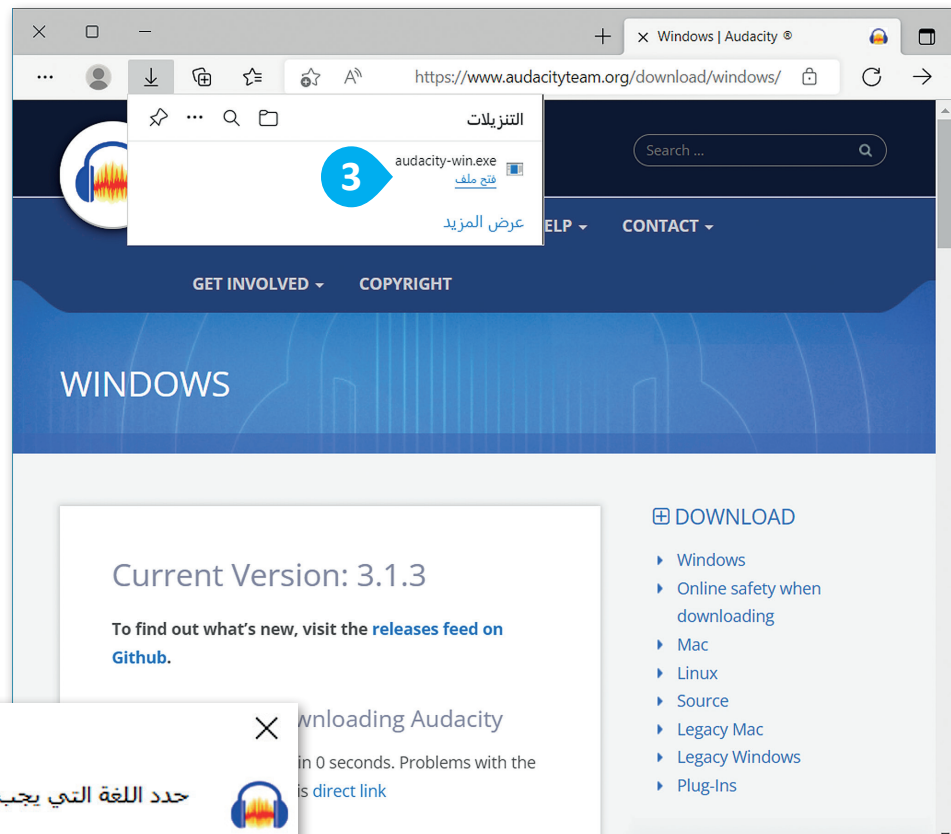 Windows | Audacity ®
https://www.audacityteam.org/download/windows/
التنزيلات
audacity-win.exe
فتح ملف
3
عرض المزيد
Search ...
ELP
CONTACT
GET INVOLVED
COPYRIGHT
WINDOWS
Current Version: 3.1.3
To find out what's new, visit the releases feed on
Github.
wnloading Audacity
in 0 seconds. Problems with the
is direct link
DOWNLOAD
Windows
Online safety when
downloading
Mac
Linux
Source
Legacy Mac
Legacy Windows
Plug-Ins
حدد اللغة التي يجب